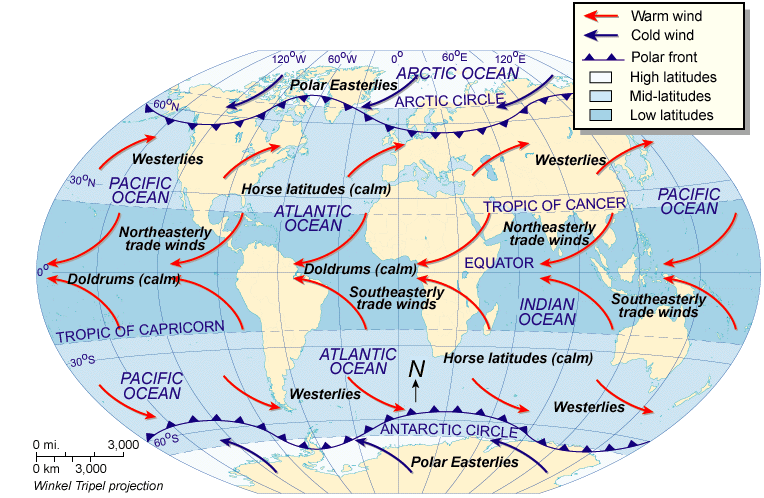 Warm wind
Cold wind
Polar front
High latitudes
Mid-latitudes
Low latitudes
120°W 60°W 0° 60°E 120°E
ARCTIC OCEAN
Polar Easterlies
60°N
ARCTIC CIRCLE
Westerlies
Westerlies
30°N
PACIFIC
OCEAN
Horse latitudes (calm)
PACIFIC
OCEAN
TROPIC OF CANCER
ATLANTIC
OCEAN
Northeasterly
trade winds
Northeasterly
trade winds
0°
Doldrums (calm)
Doldrums (calm)
EQUATOR
Southeasterly
trade winds
INDIAN
OCEAN
Southeasterly
trade winds
TROPIC OF CAPRICORN
30°S
ATLANTIC
OCEAN
Horse latitudes (calm)
N
PACIFIC
OCEAN
Westerlies
Westerlies
60°S
ANTARCTIC CIRCLE
Polar Easterlies
0 mi. 3,000
0 km 3,000
Winkel Tripel projection